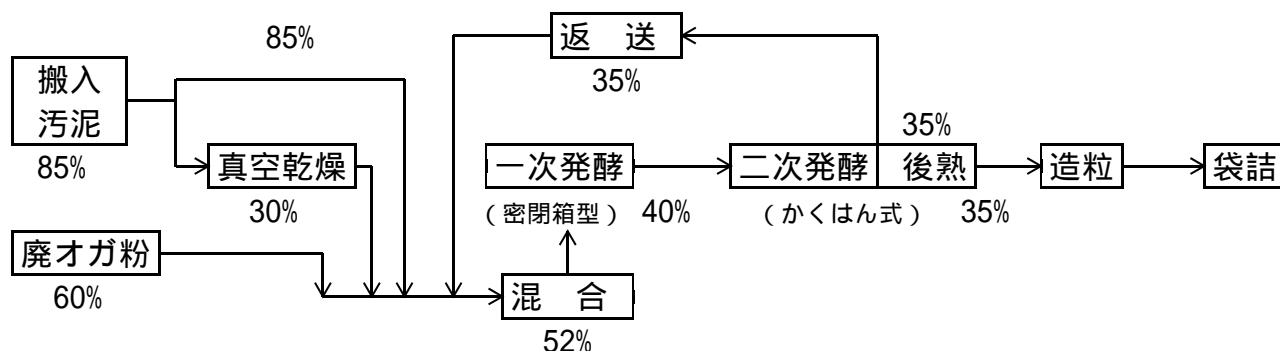 85%
返　送
35%
搬入
汚泥
85%
真空乾燥
30%
一次発酵
(密閉箱型)
40%
二次発酵
(かくはん式)
35%
後熟
35%
造粒
袋詰
廃オガ粉
60%
混　合
52%